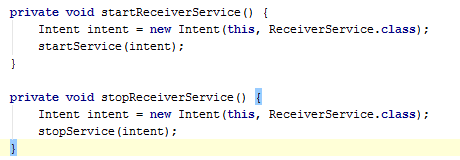 private void startReceiverService() {
    Intent intent = new Intent(this, ReceiverService.class);
    startService(intent);
}

private void stopReceiverService() {
    Intent intent = new Intent(this, ReceiverService.class);
    stopService(intent);
}